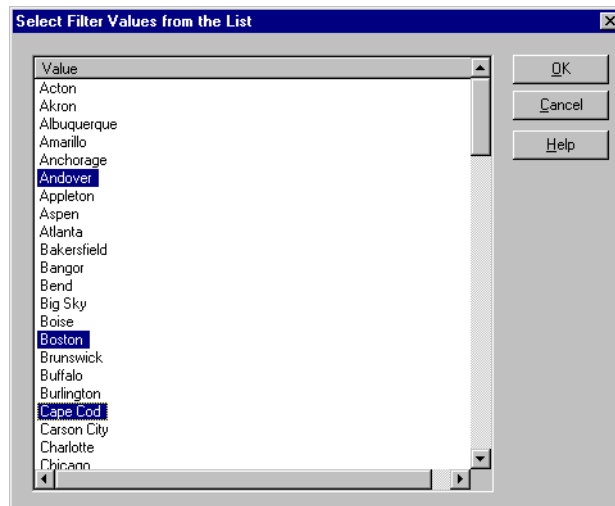 Select Filter Values from the List
Value
Acton
Akron
Albuquerque
Amarillo
Anchorage
Andover
Appleton
Aspen
Atlanta
Bakersfield
Bangor
Bend
Big Sky
Boise
Boston
Brunswick
Buffalo
Burlington
Cape Cod
Carson City
Charlotte
Chicago
OK
Cancel
Help